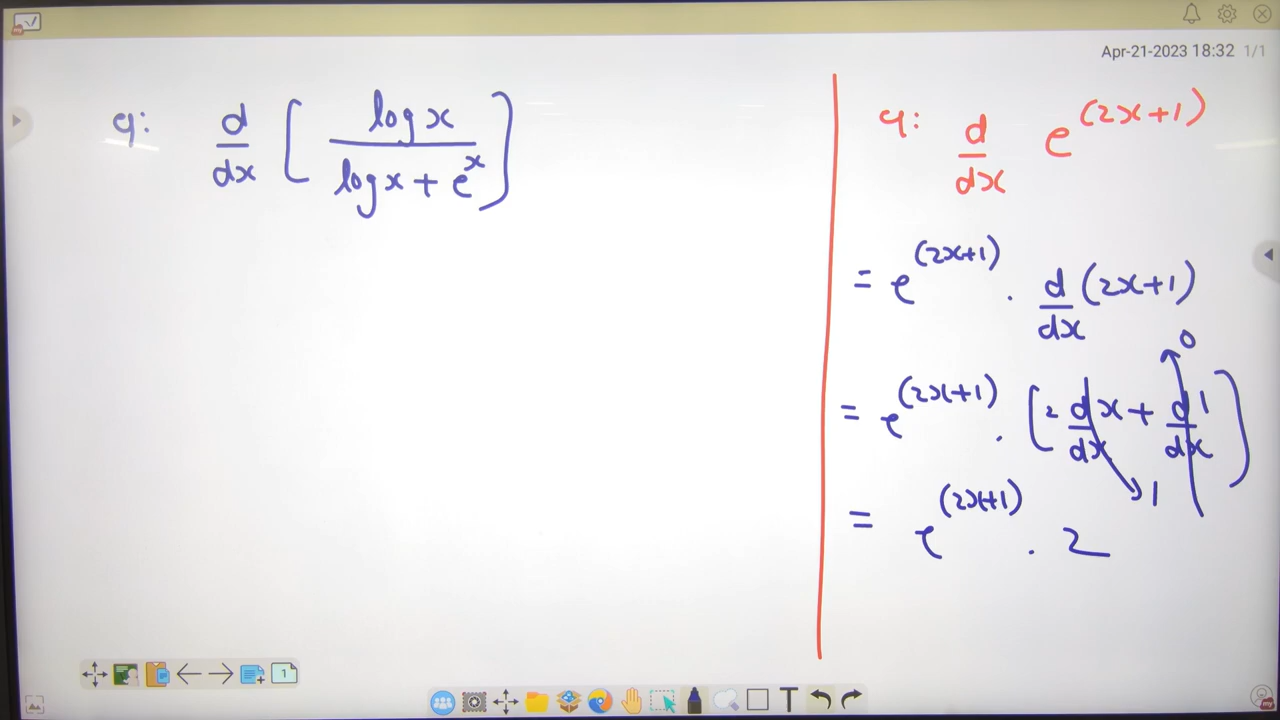 Apr-21-2023 18:32 1/1
q: d/dx [ log x / (log x + e^x) ]
q: d/dx e^(2x+1)
= e^(2x+1) . d/dx (2x+1)
= e^(2x+1) . [ 2 d/dx x + d/dx 1 )
0
1
= e^(2x+1) . 2
1
T